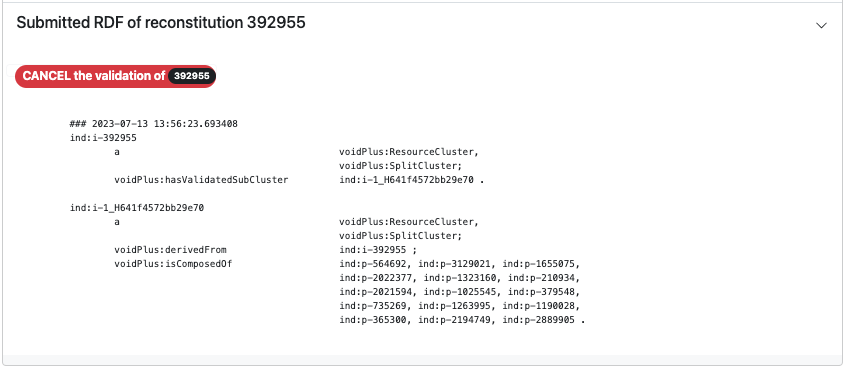 Submitted RDF of reconstitution 392955
CANCEL the validation of 392955
### 2023-07-13 13:56:23.693408
ind:i-392955
a voidPlus:ResourceCluster,
voidPlus:SplitCluster;
voidPlus:hasValidatedSubCluster ind:i-1_H641f4572bb29e70 .
ind:i-1_H641f4572bb29e70
a voidPlus:ResourceCluster,
voidPlus:SplitCluster;
voidPlus:derivedFrom ind:i-392955 ;
voidPlus:isComposedOf ind:p-564692, ind:p-3129021, ind:p-1655075,
ind:p-2022377, ind:p-1323160, ind:p-210934,
ind:p-2021594, ind:p-1025545, ind:p-379548,
ind:p-735269, ind:p-1263995, ind:p-1190028,
ind:p-365300, ind:p-2194749, ind:p-2889905 .